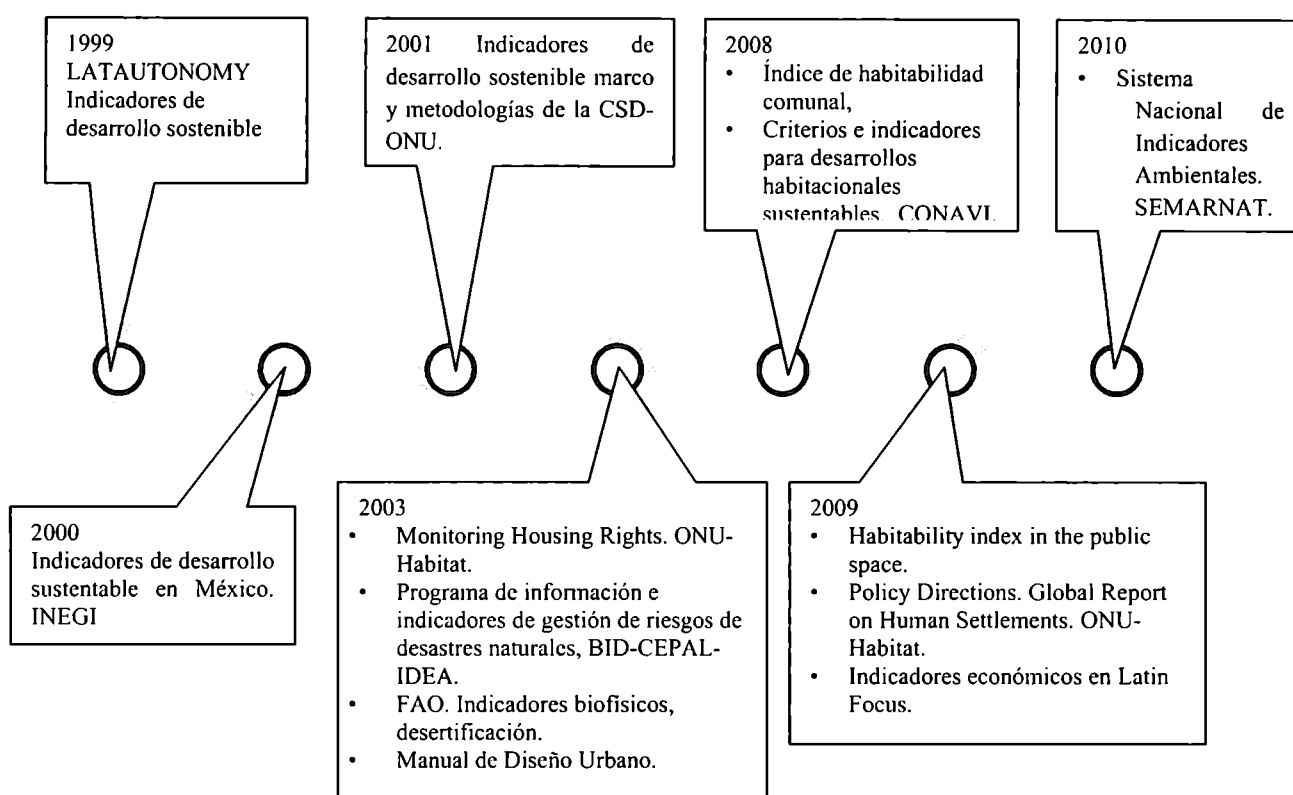 1999
LATAUTONOMY
Indicadores de
desarrollo sostenible
2001 Indicadores de
desarrollo sostenible marco
y metodologías de la CSD-
ONU.
2008
• Índice de habitabilidad
comunal,
• Criterios e indicadores
para desarrollos
habitacionales
sustentables. CONAVI.
2010
• Sistema
Nacional de
Indicadores
Ambientales.
SEMARNAT.
2000
Indicadores de desarrollo
sustentable en México.
INEGI
2003
• Monitoring Housing Rights. ONU-
Habitat.
• Programa de información e
indicadores de gestión de riesgos de
desastres naturales, BID-CEPAL-
IDEA.
• FAO. Indicadores biofísicos,
desertificación.
• Manual de Diseño Urbano.
2009
• Habitability index in the public
space.
• Policy Directions. Global Report
on Human Settlements. ONU-
Habitat.
• Indicadores económicos en Latin
Focus.